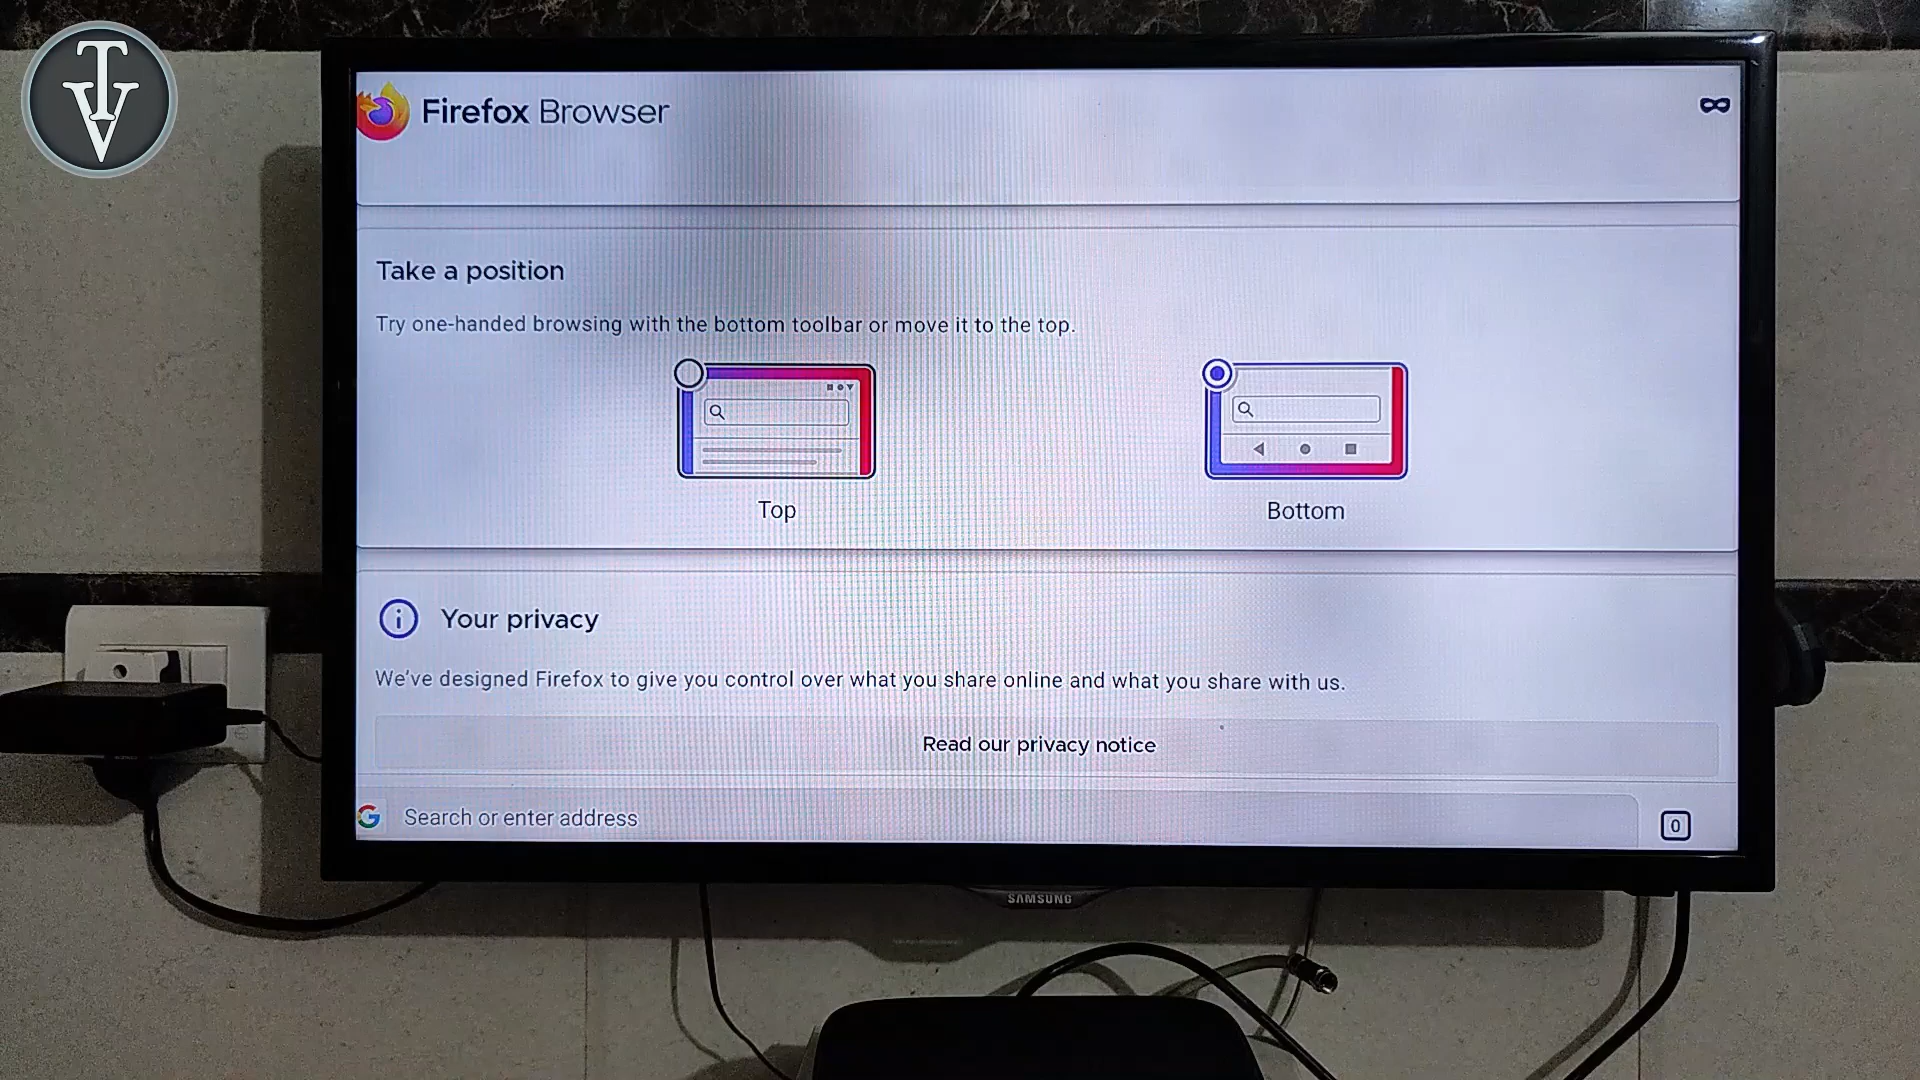 TV
Firefox Browser
Take a position
Try one-handed browsing with the bottom toolbar or move it to the top.
Top
Bottom
Your privacy
We've designed Firefox to give you control over what you share online and what you share with us.
Read our privacy notice
Search or enter address
0
SAMSUNG